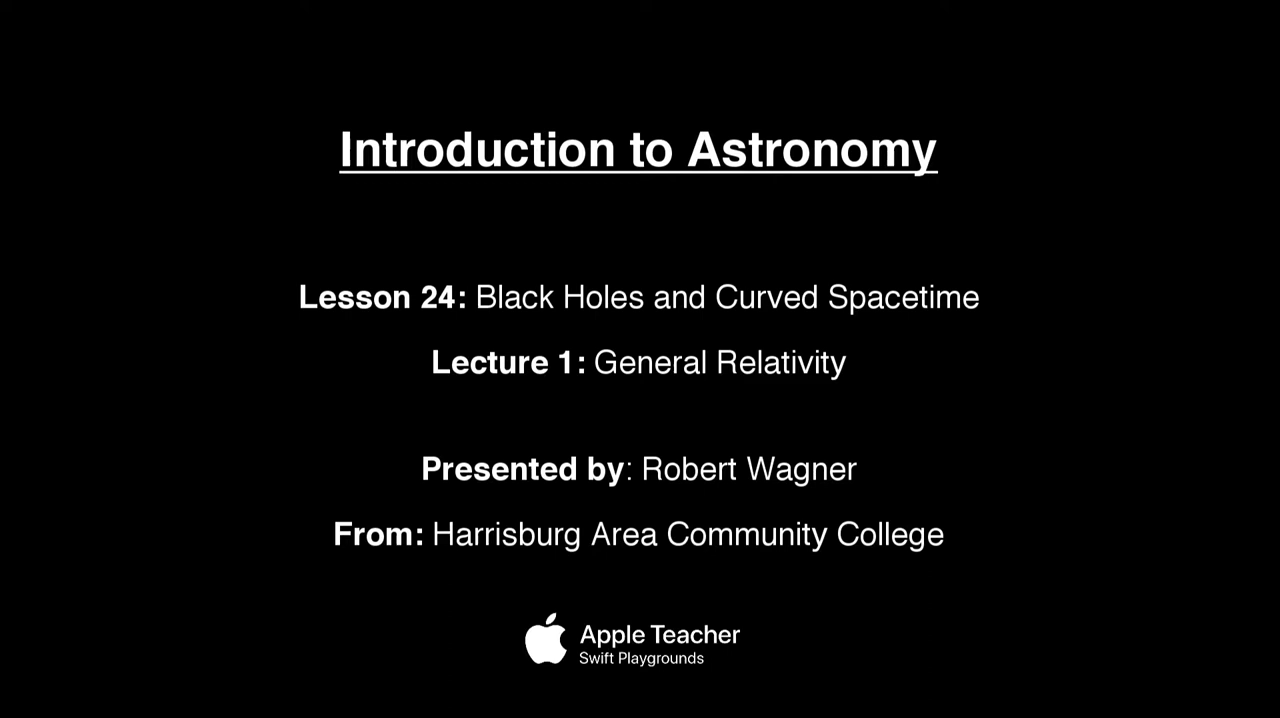 Introduction to Astronomy
Lesson 24: Black Holes and Curved Spacetime
Lecture 1: General Relativity
Presented by: Robert Wagner
From: Harrisburg Area Community College
Apple Teacher
Swift Playgrounds